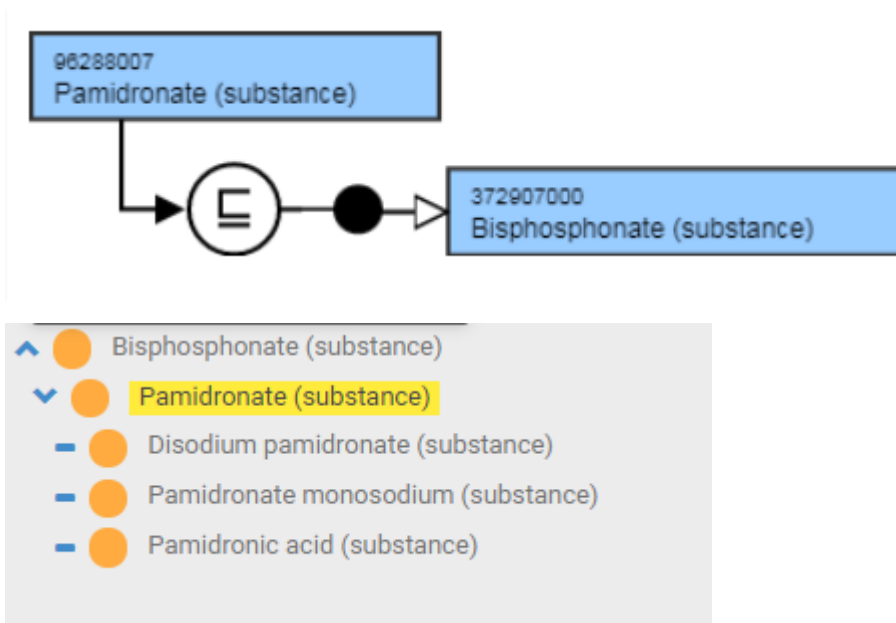 96288007
Pamidronate (substance)
⊑
372907000
Bisphosphonate (substance)
Bisphosphonate (substance)
Pamidronate (substance)
Disodium pamidronate (substance)
Pamidronate monosodium (substance)
Pamidronic acid (substance)